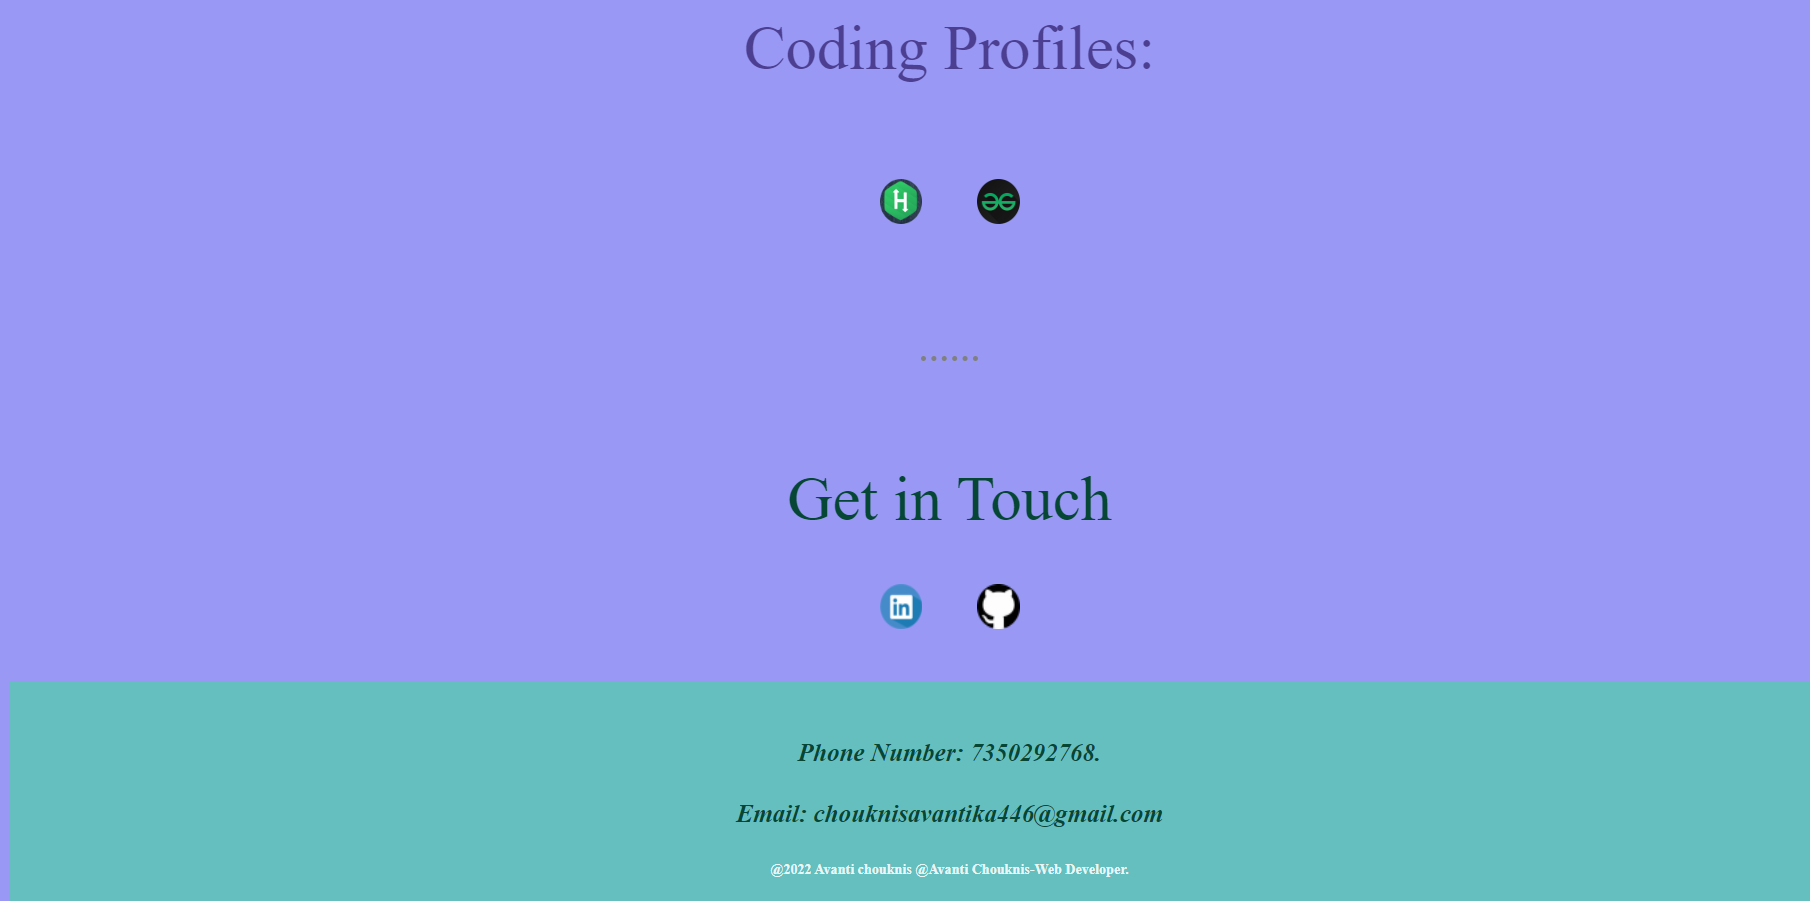 Coding Profiles:
H
GG
......
Get in Touch
in
Phone Number: 7350292768.
Email: chouknisavantika446@gmail.com
@2022 Avanti chouknis @Avanti Chouknis-Web Developer.